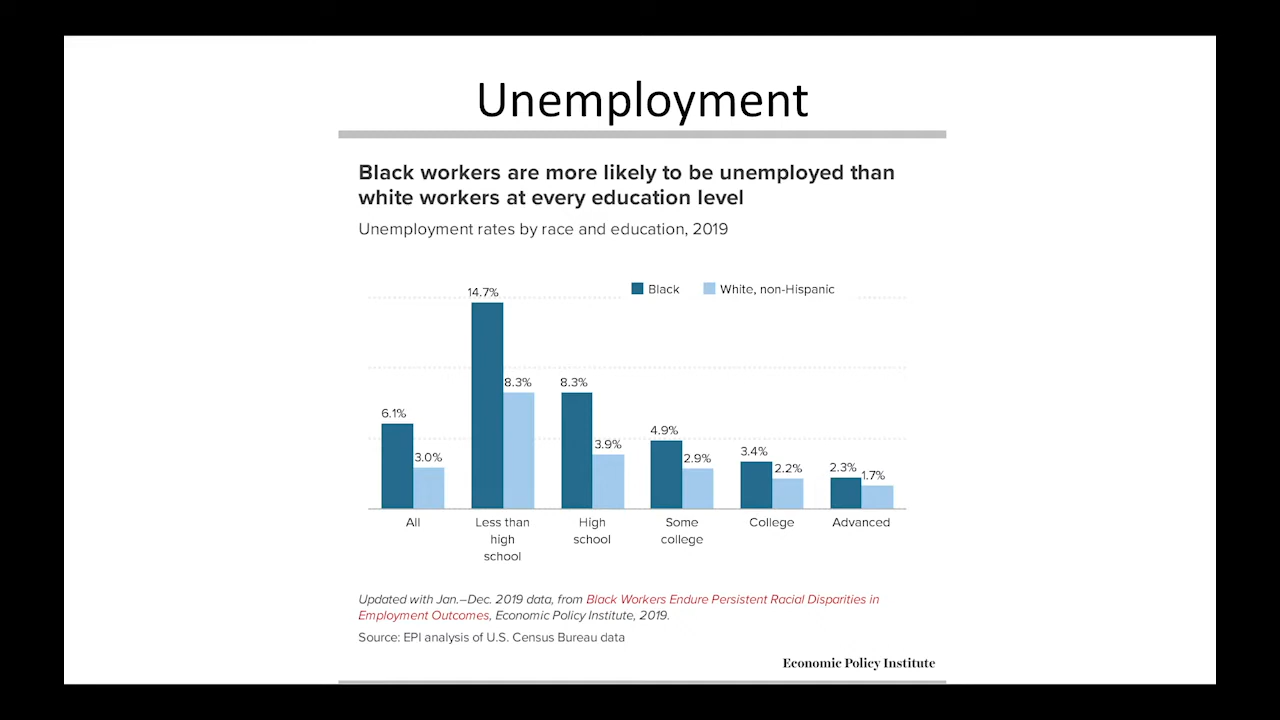 Unemployment
Black workers are more likely to be unemployed than
white workers at every education level
Unemployment rates by race and education, 2019
Black White, non-Hispanic
14.7%
8.3% 8.3%
6.1%
4.9%
3.9%
3.0% 2.9% 3.4%
2.2% 2.3% 1.7%
All Less than High Some College Advanced
high school college
school
Updated with Jan.–Dec. 2019 data, from Black Workers Endure Persistent Racial Disparities in
Employment Outcomes, Economic Policy Institute, 2019.
Source: EPI analysis of U.S. Census Bureau data
Economic Policy Institute